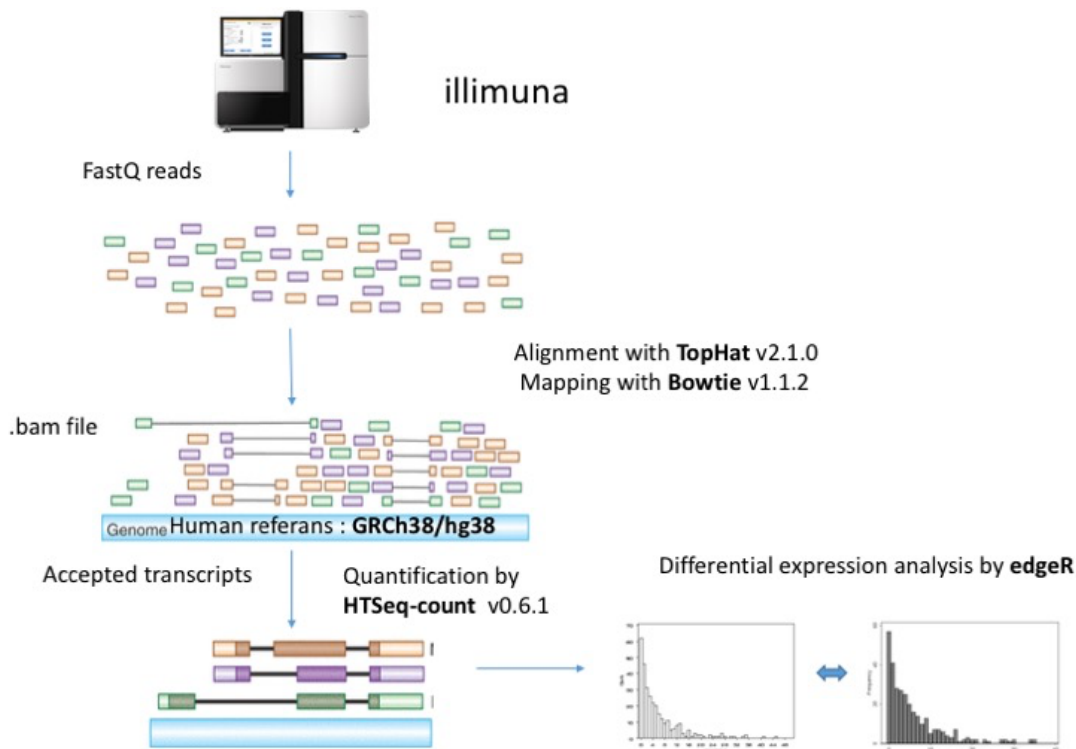 illimuna
FastQ reads
Alignment with TopHat v2.1.0
Mapping with Bowtie v1.1.2
.bam file
Genome Human referans : GRCh38/hg38
Accepted transcripts
Quantification by
HTSeq-count v0.6.1
Differential expression analysis by edgeR
Frequency